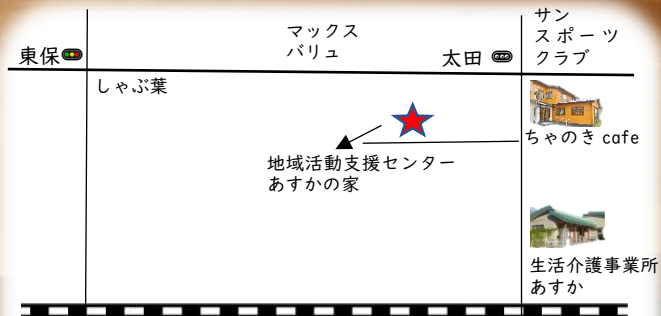 マックス
バリュ
サン
スポーツ
クラブ
東保
太田
しゃぶ葉
ちゃのき cafe
地域活動支援センター
あすかの家
生活介護事業所
あすか